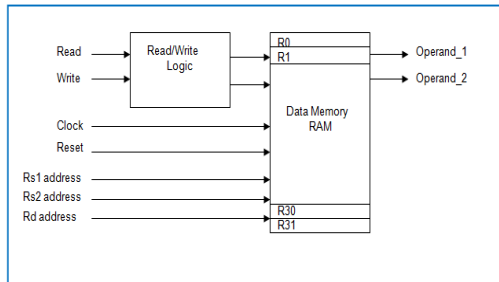 Read
Write
Read/Write
Logic
R0
R1
Operand_1
Operand_2
Clock
Reset
Data Memory
RAM
Rs1 address
Rs2 address
Rd address
R30
R31